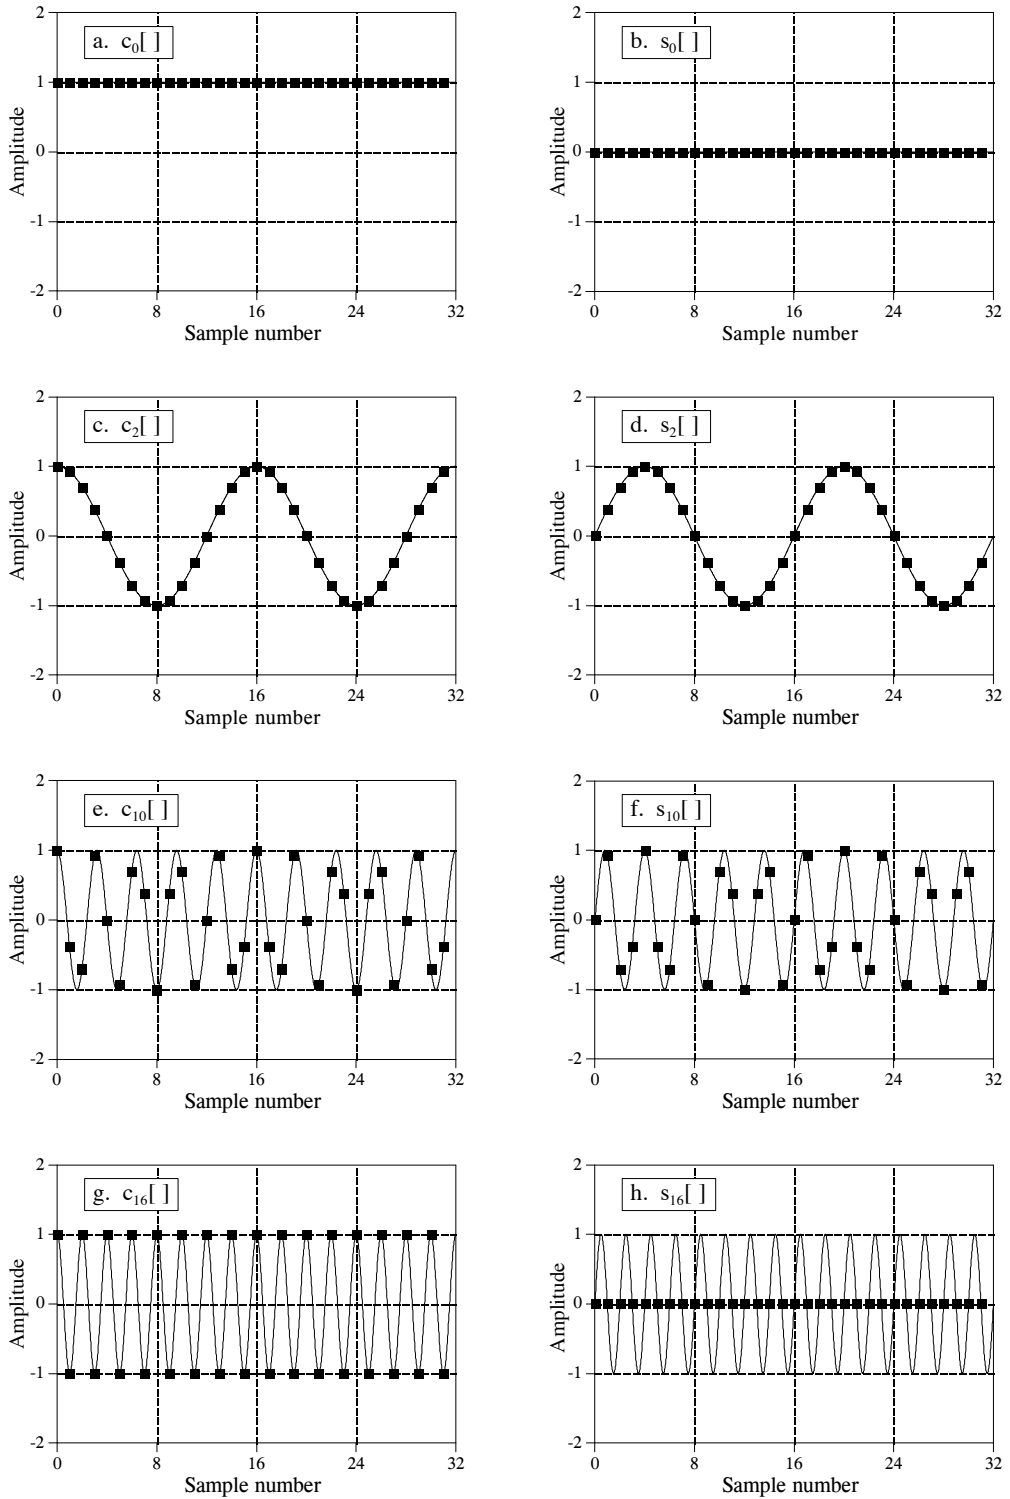 a. c0[ ]
2
1
0
-1
-2
Amplitude
0 8 16 24 32
Sample number
b. s0[ ]
2
1
0
-1
-2
Amplitude
0 8 16 24 32
Sample number
c. c2[ ]
2
1
0
-1
-2
Amplitude
0 8 16 24 32
Sample number
d. s2[ ]
2
1
0
-1
-2
Amplitude
0 8 16 24 32
Sample number
e. c10[ ]
2
1
0
-1
-2
Amplitude
0 8 16 24 32
Sample number
f. s10[ ]
2
1
0
-1
-2
Amplitude
0 8 16 24 32
Sample number
g. c16[ ]
2
1
0
-1
-2
Amplitude
0 8 16 24 32
Sample number
h. s16[ ]
2
1
0
-1
-2
Amplitude
0 8 16 24 32
Sample number